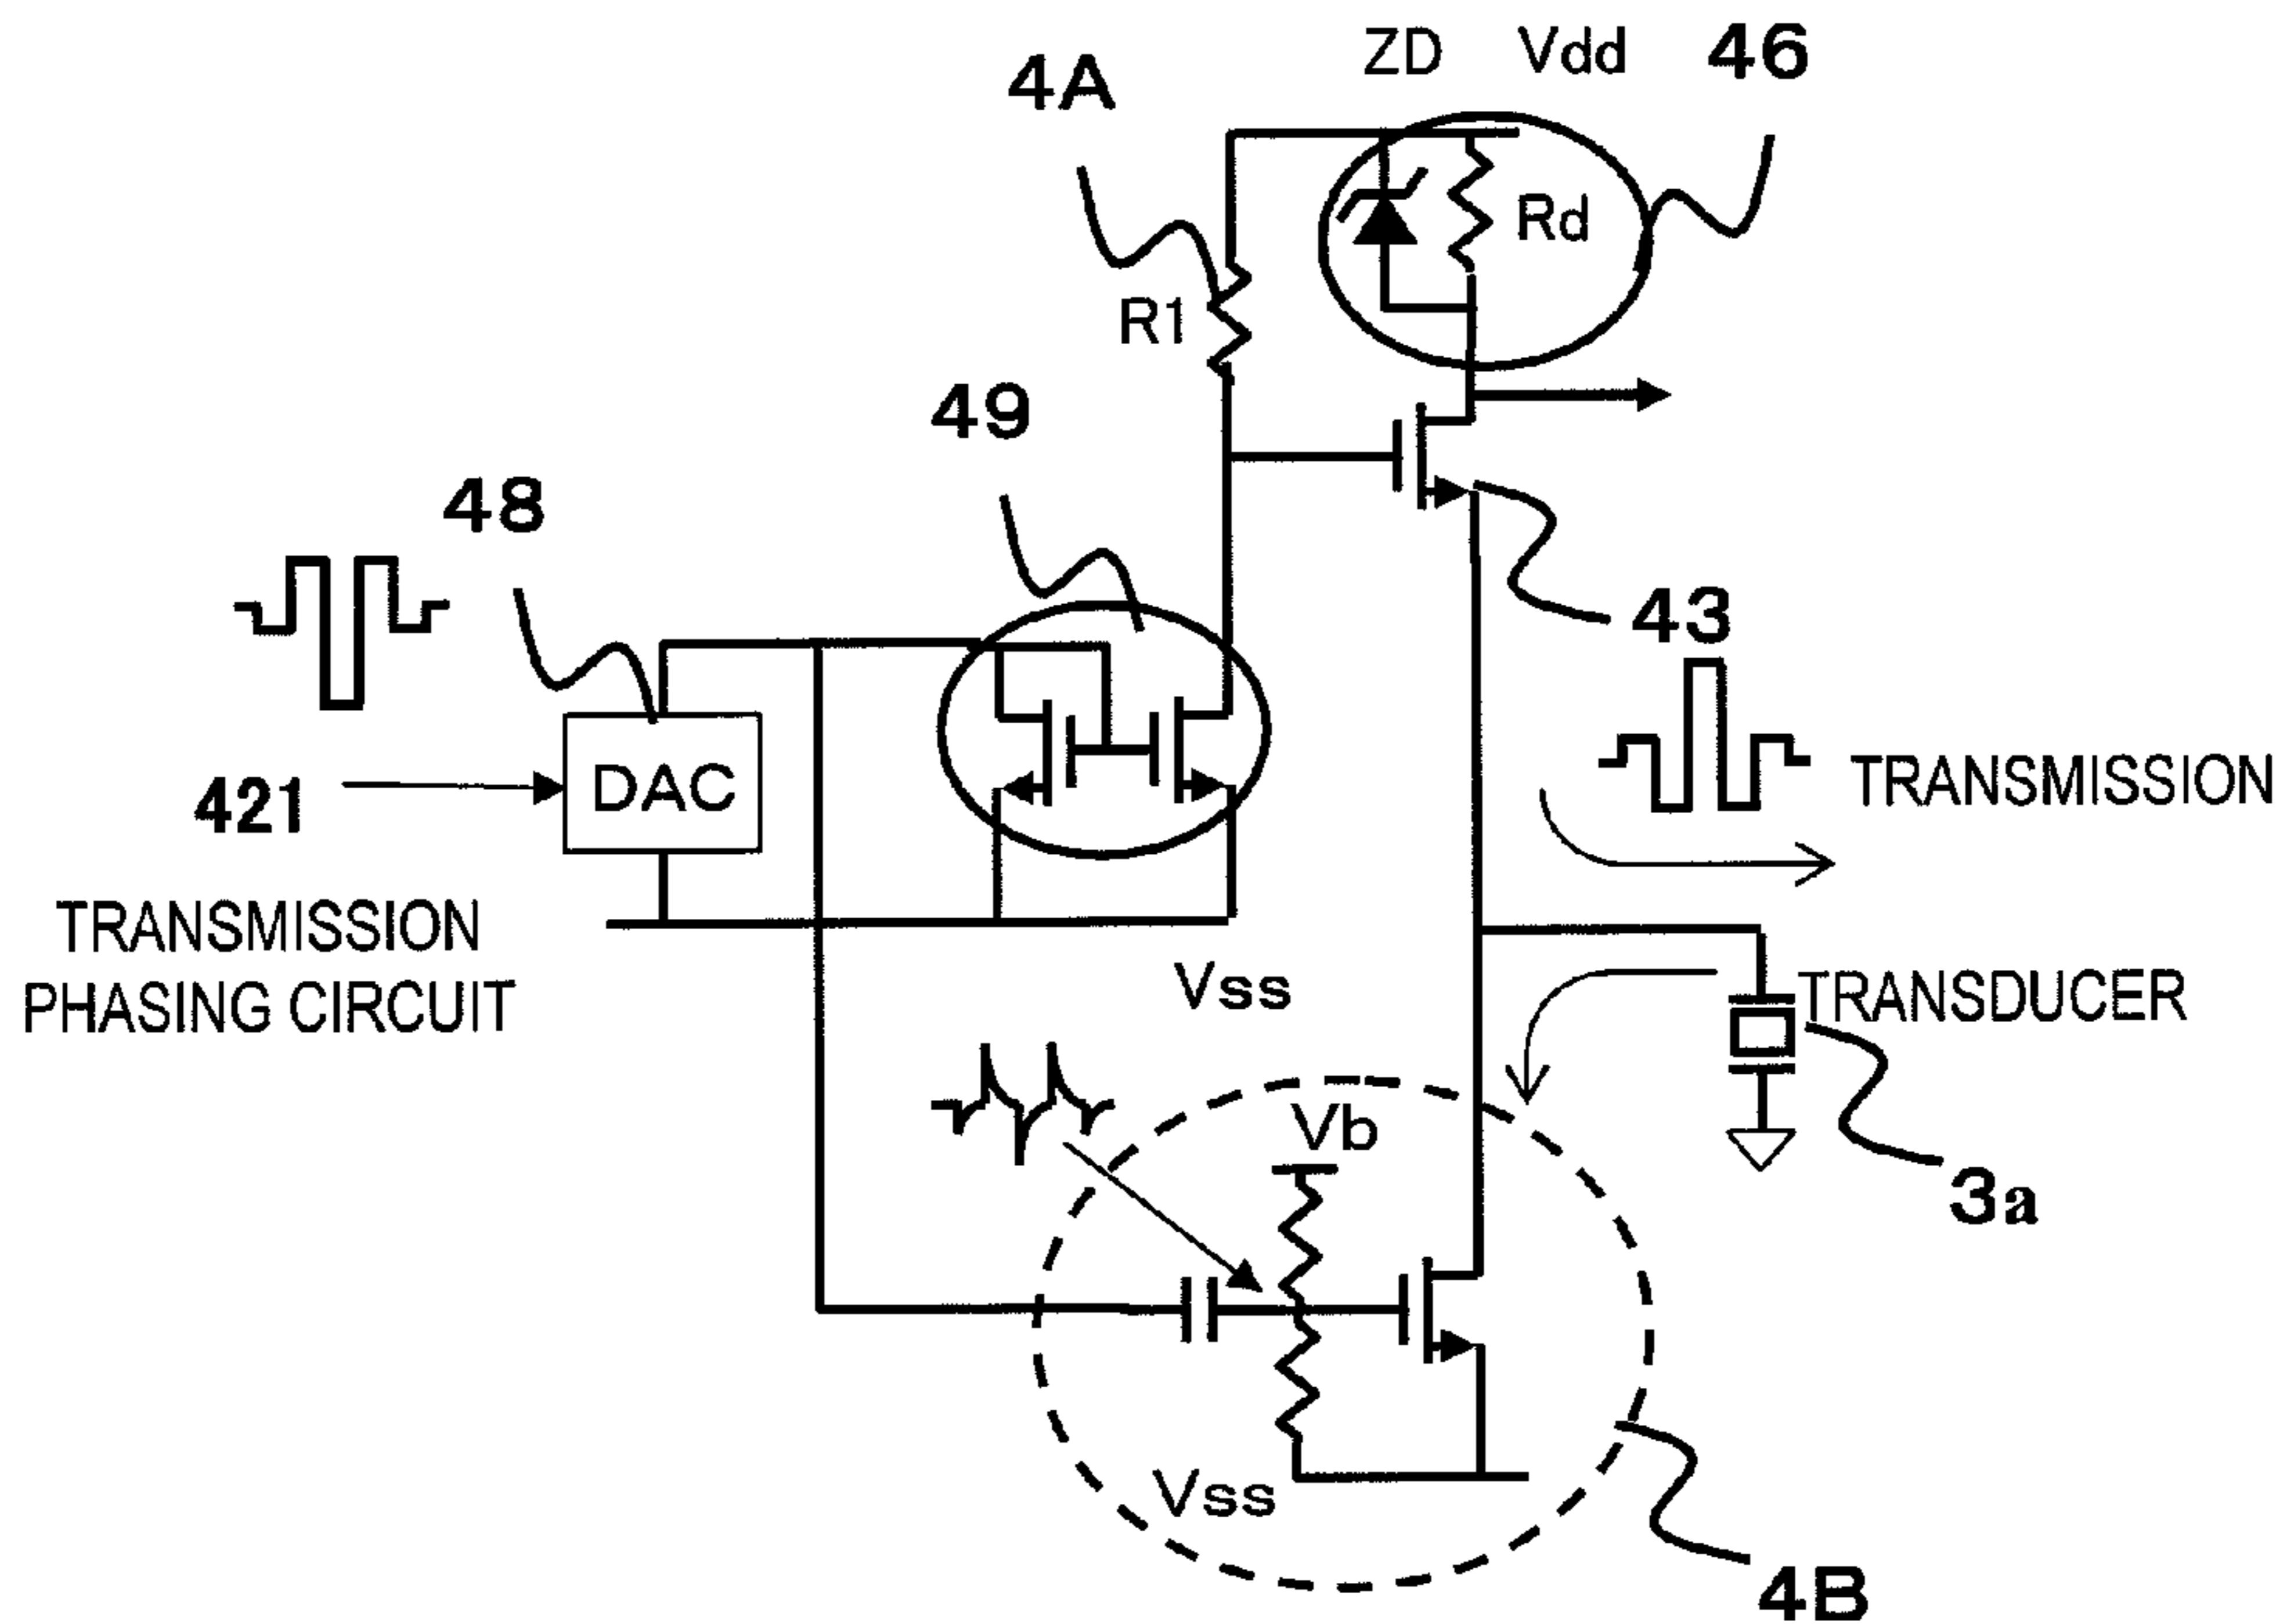 ZD Vdd 46
4A
Rd
R1
49
48
43
DAC
421
TRANSMISSION
TRANSMISSION
PHASING CIRCUIT
Vss
TRANSDUCER
Vb
3a
Vss
4B